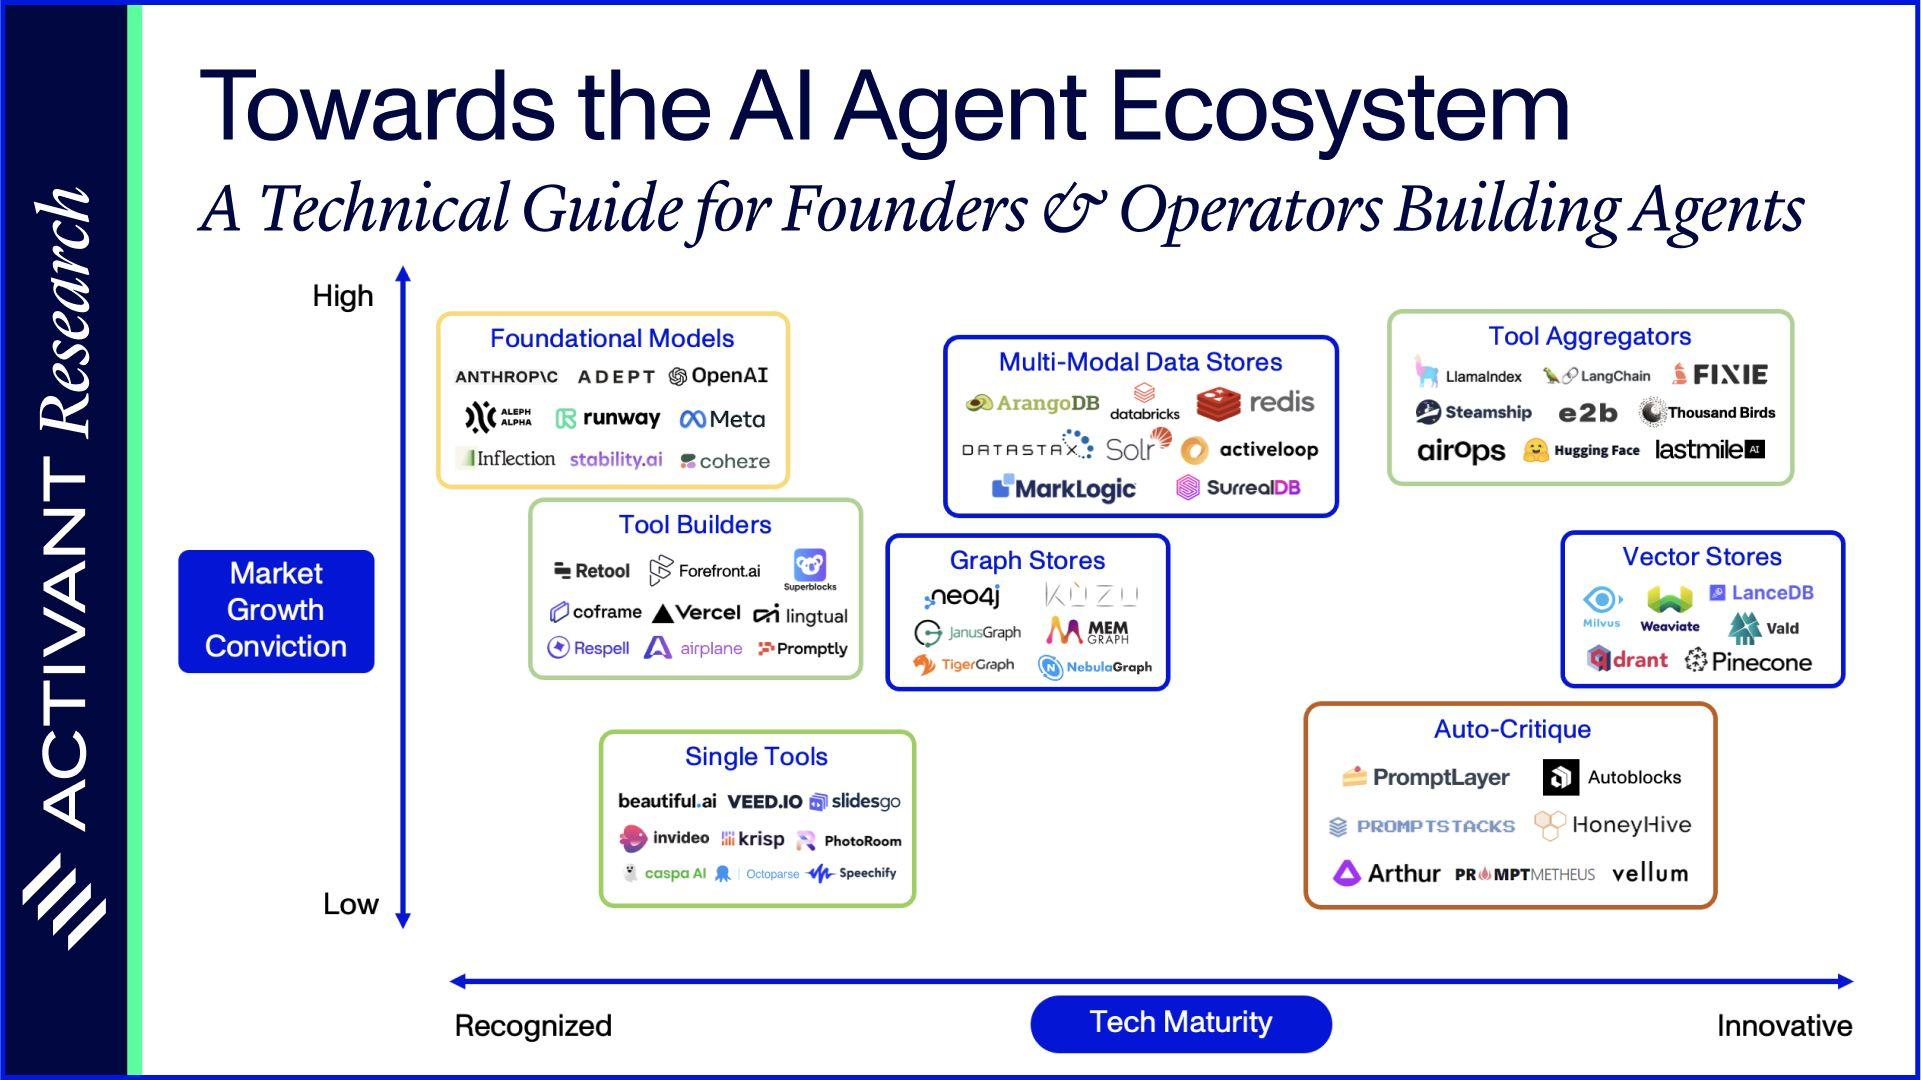 ACTIVANT Research
Towards the AI Agent Ecosystem
A Technical Guide for Founders & Operators Building Agents
High
Market
Growth
Conviction
Low
Foundational Models
ANTHROP\C ADEPT OpenAI
ALEPH ALPHA runway Meta
Inflection stability.ai cohere
Tool Builders
Retool Forefront.ai Superblocks
coframe Vercel lingtual
Respell airplane Promptly
Single Tools
beautiful.ai VEED.IO slidesgo
invideo krisp PhotoRoom
caspa AI Octoparse Speechify
Multi-Modal Data Stores
ArangoDB databricks redis
DATASTAX Solr activeloop
MarkLogic SurrealDB
Graph Stores
neo4j KÙZU
JanusGraph MEM GRAPH
TigerGraph NebulaGraph
Tool Aggregators
LlamaIndex LangChain FIXIE
Steamship e2b Thousand Birds
airOps Hugging Face lastmile AI
Vector Stores
Milvus Weaviate LanceDB
Vald
qdrant Pinecone
Auto-Critique
PromptLayer Autoblocks
PROMPTSTACKS HoneyHive
Arthur PROMPTMETHEUS vellum
Recognized
Tech Maturity
Innovative